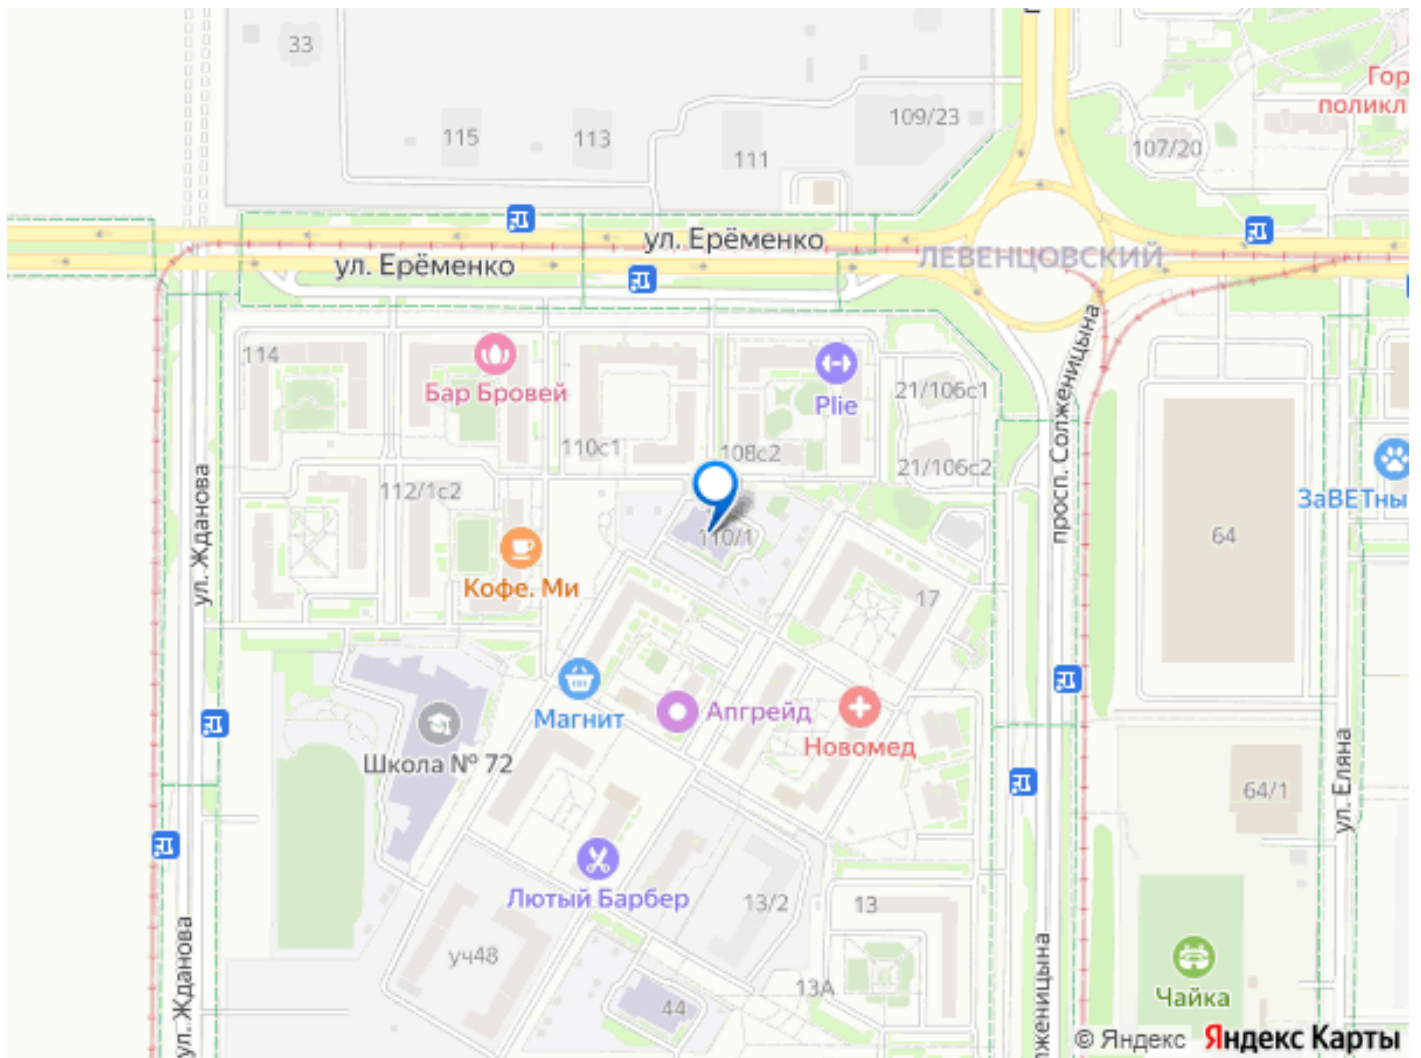 33
Гор
поликл
109/23
115
113
111
107/20
ул. Ерёменко
ЛЕВЕНЦОВСКИЙ
ул. Ерёменко
просп. Солженицына
114
Бар Бровей
Plie
21/106с1
110с1
108с2
21/106с2
ул. Жданова
112/1с2
ЗаВЕТны
110/1
64
Кофе. Ми
17
Магнит
Апгрейд
Новомед
Школа № 72
ул. Еляна
64/1
Лютый Барбер
13/2
13
ул. Жданова
лженицына
уч48
13А
44
Чайка
© Яндекс
Яндекс Карты